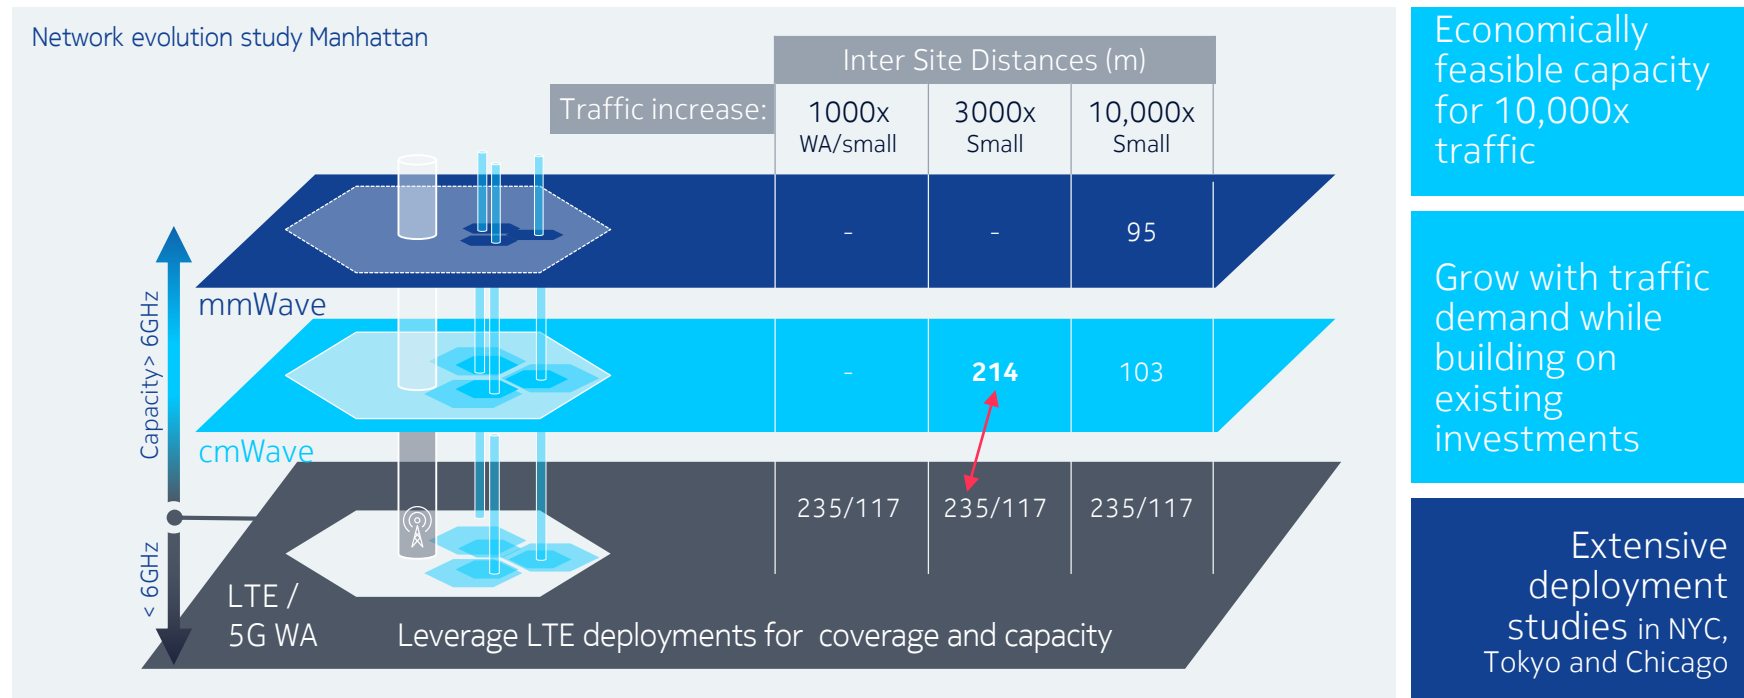 Network evolution study Manhattan
Inter Site Distances (m)
Traffic increase:
1000x
WA/small
3000x
Small
10,000x
Small
- - 95
mmWave
- 214 103
cmWave
235/117 235/117 235/117
LTE /
5G WA
Leverage LTE deployments for coverage and capacity
Capacity> 6GHz
< 6GHz
Economically
feasible capacity
for 10,000x
traffic
Grow with traffic
demand while
building on
existing
investments
Extensive
deployment
studies in NYC,
Tokyo and Chicago